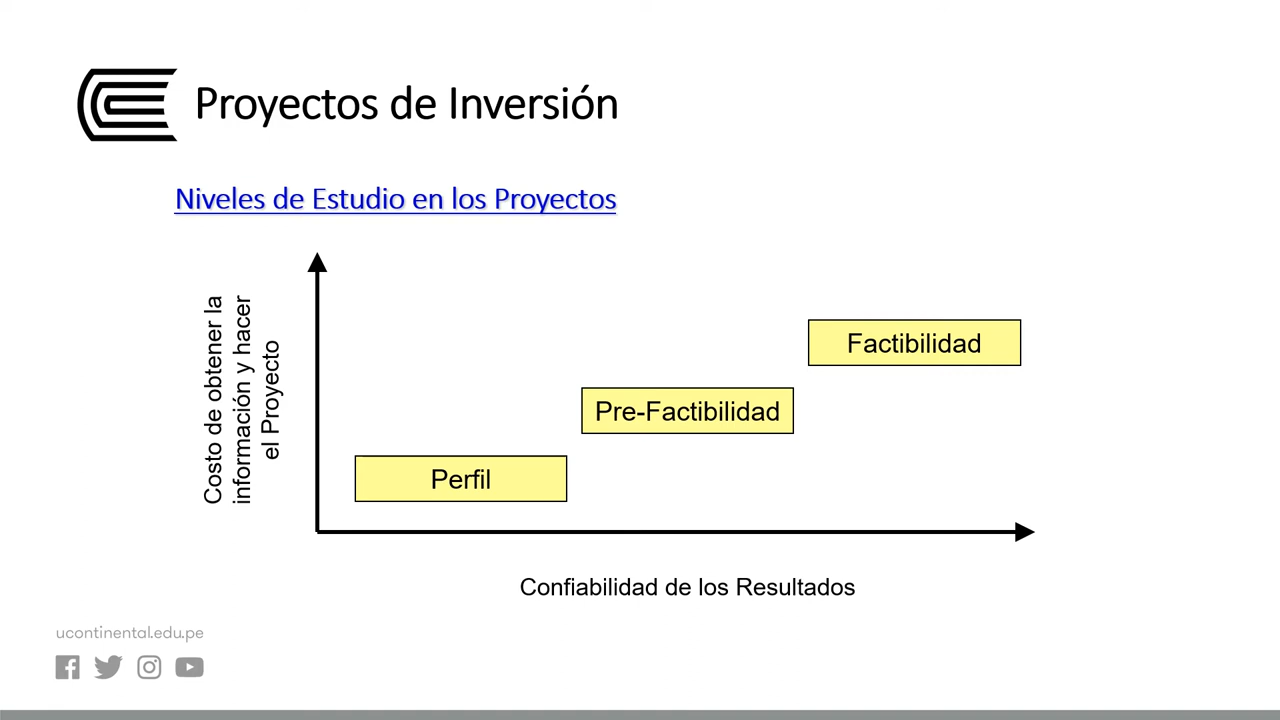 Proyectos de Inversión
Niveles de Estudio en los Proyectos
Costo de obtener la
información y hacer
el Proyecto
Factibilidad
Pre-Factibilidad
Perfil
Confiabilidad de los Resultados
ucontinental.edu.pe